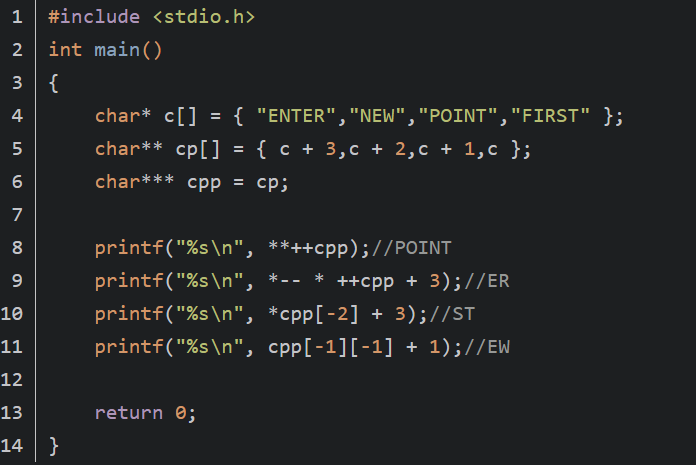 1 #include <stdio.h>
2 int main()
3 {
4     char* c[] = { "ENTER","NEW","POINT","FIRST" };
5     char** cp[] = { c + 3,c + 2,c + 1,c };
6     char*** cpp = cp;
7
8     printf("%s\n", **++cpp);//POINT
9     printf("%s\n", *-- * ++cpp + 3);//ER
10     printf("%s\n", *cpp[-2] + 3);//ST
11     printf("%s\n", cpp[-1][-1] + 1);//EW
12
13     return 0;
14 }